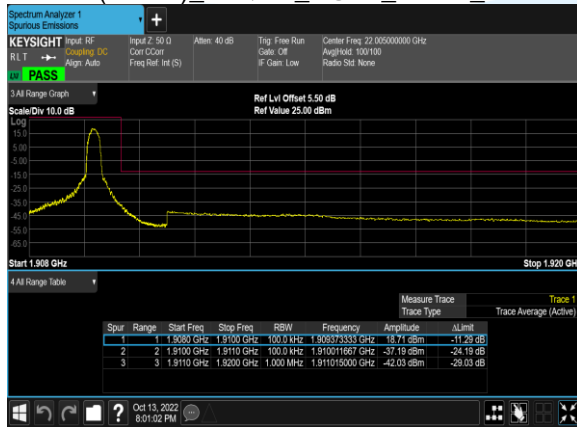 Spectrum Analyzer 1
Spurious Emissions
+
KEYSIGHT Input: RF Input Z: 50 Ω Atten: 40 dB Trig: Free Run Center Freq: 22.005000000 GHz
RLT Coupling: DC Corr CCorr Gate: Off Avg|Hold: 100/100
Align: Auto Freq Ref: Int (S) IF Gain: Low Radio Std: None
PASS
3 All Range Graph
Ref Lvl Offset 5.50 dB
Scale/Div 10.0 dB Ref Value 25.00 dBm
Log
15.0
5.00
-5.00
-15.0
-25.0
-35.0
-45.0
-55.0
-65.0
Start 1.908 GHz Stop 1.920 GH
4 All Range Table
Measure Trace Trace 1
Trace Type Trace Average (Active)
Spur Range Start Freq Stop Freq RBW Frequency Amplitude ΔLimit
1 1 1.9080 GHz 1.9100 GHz 100.0 kHz 1.909373333 GHz 18.71 dBm -11.29 dB
2 2 1.9100 GHz 1.9110 GHz 100.0 kHz 1.910011667 GHz -37.19 dBm -24.19 dB
3 3 1.9110 GHz 1.9200 GHz 1.000 MHz 1.911015000 GHz -42.03 dBm -29.03 dB
? Oct 13, 2022
8:01:02 PM